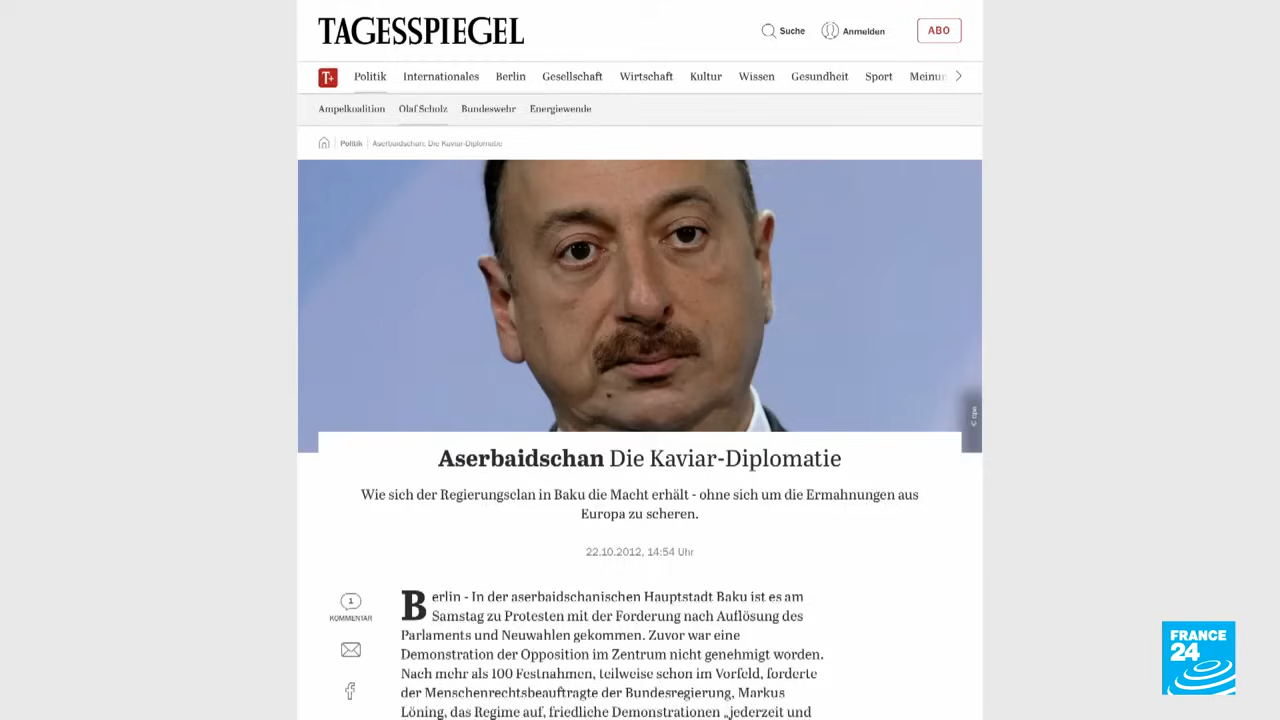 TAGESSPIEGEL
Suche
Anmelden
ABO
T+ Politik Internationales Berlin Gesellschaft Wirtschaft Kultur Wissen Gesundheit Sport Meinun
Ampelkoalition Olaf Scholz Bundeswehr Energiewende
Politik Aserbaidschan: Die Kaviar-Diplomatie
© dpa
Aserbaidschan Die Kaviar-Diplomatie
Wie sich der Regierungsclan in Baku die Macht erhält - ohne sich um die Ermahnungen aus
Europa zu scheren.
22.10.2012, 14:54 Uhr
1
KOMMENTAR
Berlin - In der aserbaidschanischen Hauptstadt Baku ist es am
Samstag zu Protesten mit der Forderung nach Auflösung des
Parlaments und Neuwahlen gekommen. Zuvor war eine
Demonstration der Opposition im Zentrum nicht genehmigt worden.
Nach mehr als 100 Festnahmen, teilweise schon im Vorfeld, forderte
der Menschenrechtsbeauftragte der Bundesregierung, Markus
Löning, das Regime auf, friedliche Demonstrationen „jederzeit und
FRANCE
24